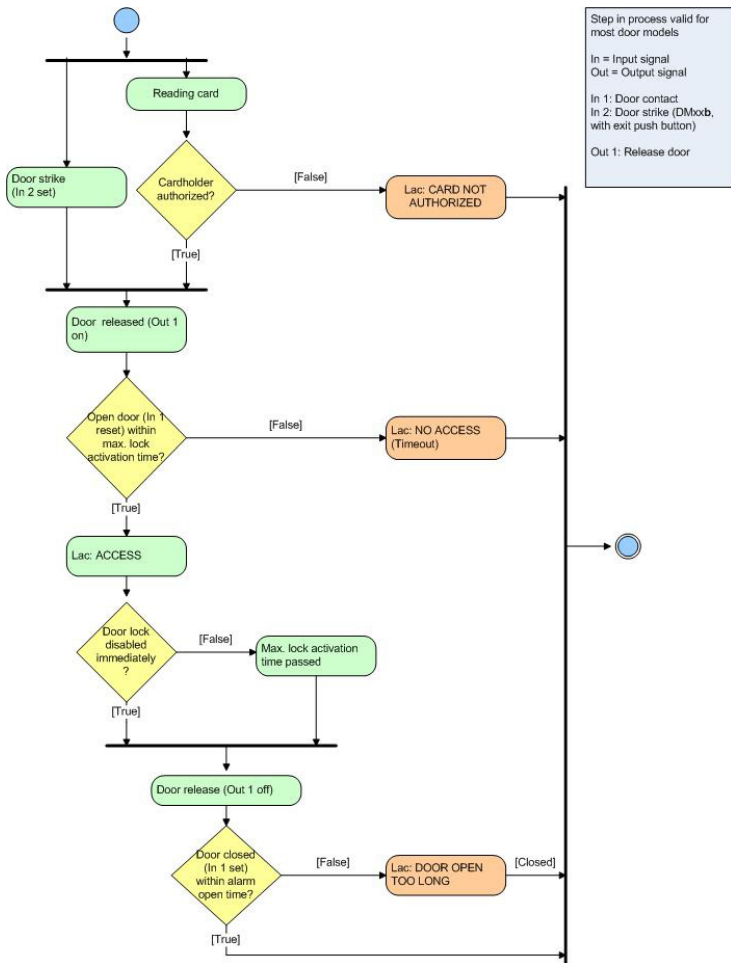 Step in process valid for
most door models
In = Input signal
Out = Output signal
In 1: Door contact
In 2: Door strike (DMxxb,
with exit push button)
Out 1: Release door
Reading card
Door strike
(In 2 set)
Cardholder
authorized?
[False]
Lac: CARD NOT
AUTHORIZED
[True]
Door released (Out 1
on)
Open door (In 1
reset) within
max. lock
activation time?
[False]
Lac: NO ACCESS
(Timeout)
[True]
Lac: ACCESS
Door lock
disabled
immediately
?
[False]
Max. lock activation
time passed
[True]
Door release (Out 1 off)
Door closed
(In 1 set)
within alarm
open time?
[False]
Lac: DOOR OPEN
TOO LONG
[Closed]
[True]